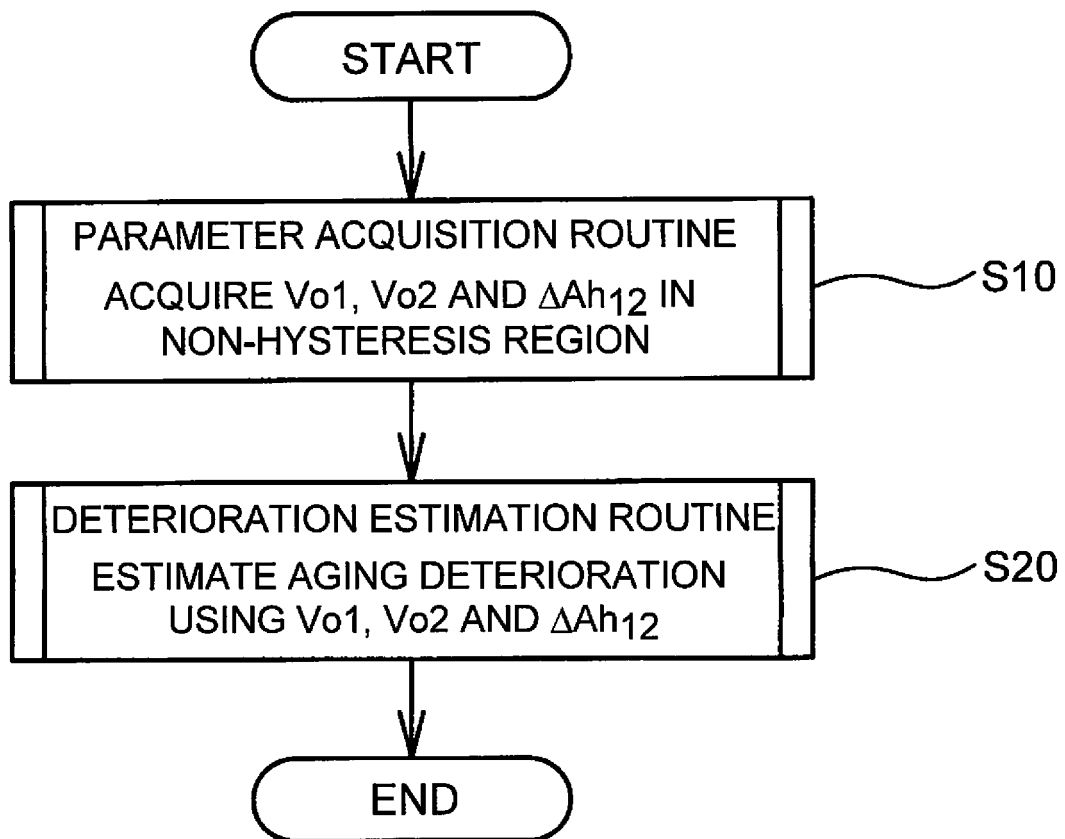 START
PARAMETER ACQUISITION ROUTINE
ACQUIRE Vo1, Vo2 AND ΔAh12 IN
NON-HYSTERESIS REGION
S10
DETERIORATION ESTIMATION ROUTINE
ESTIMATE AGING DETERIORATION
USING Vo1, Vo2 AND ΔAh12
S20
END